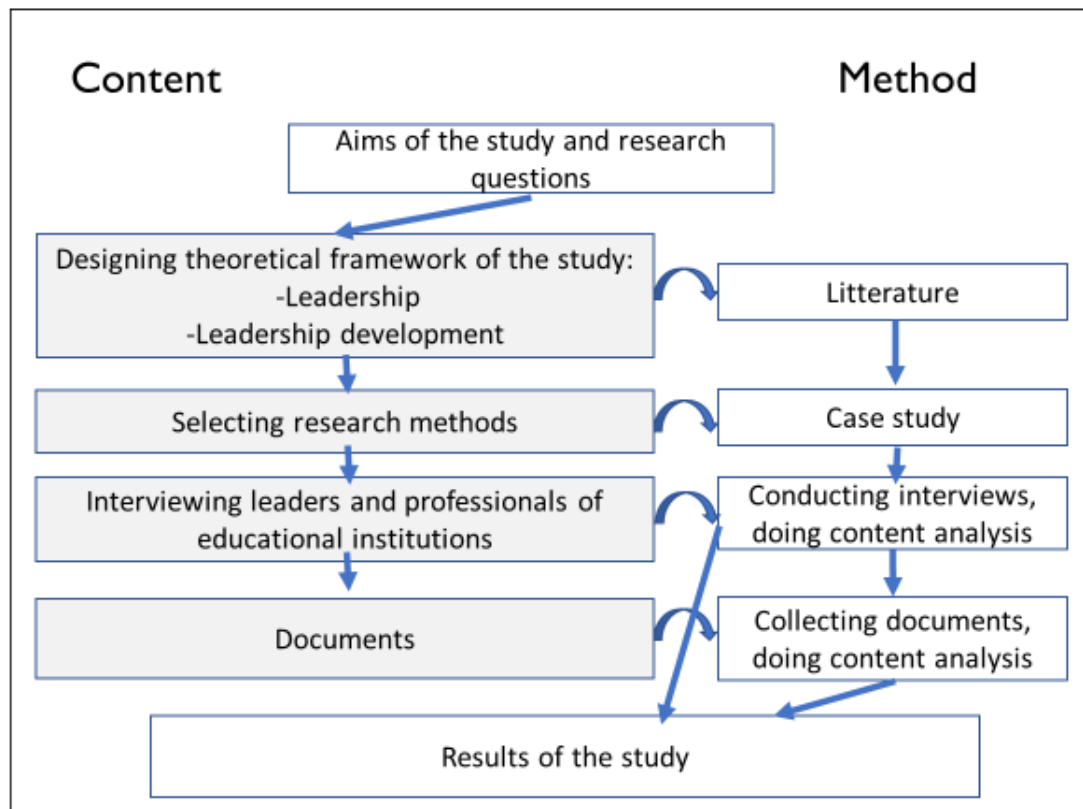 Content
Method
Aims of the study and research
questions
Designing theoretical framework of the study:
-Leadership
-Leadership development
Litterature
Selecting research methods
Case study
Interviewing leaders and professionals of
educational institutions
Conducting interviews,
doing content analysis
Documents
Collecting documents,
doing content analysis
Results of the study